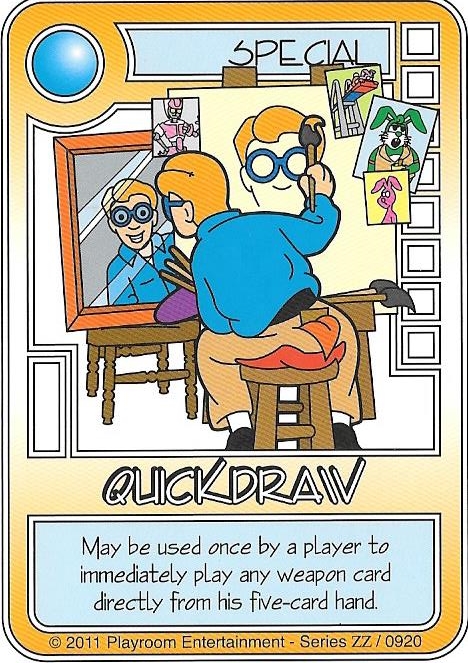 SPECIAL
QUICKDRAW
May be used once by a player to
immediately play any weapon card
directly from his five-card hand.
© 2011 Playroom Entertainment - Series ZZ / 0920